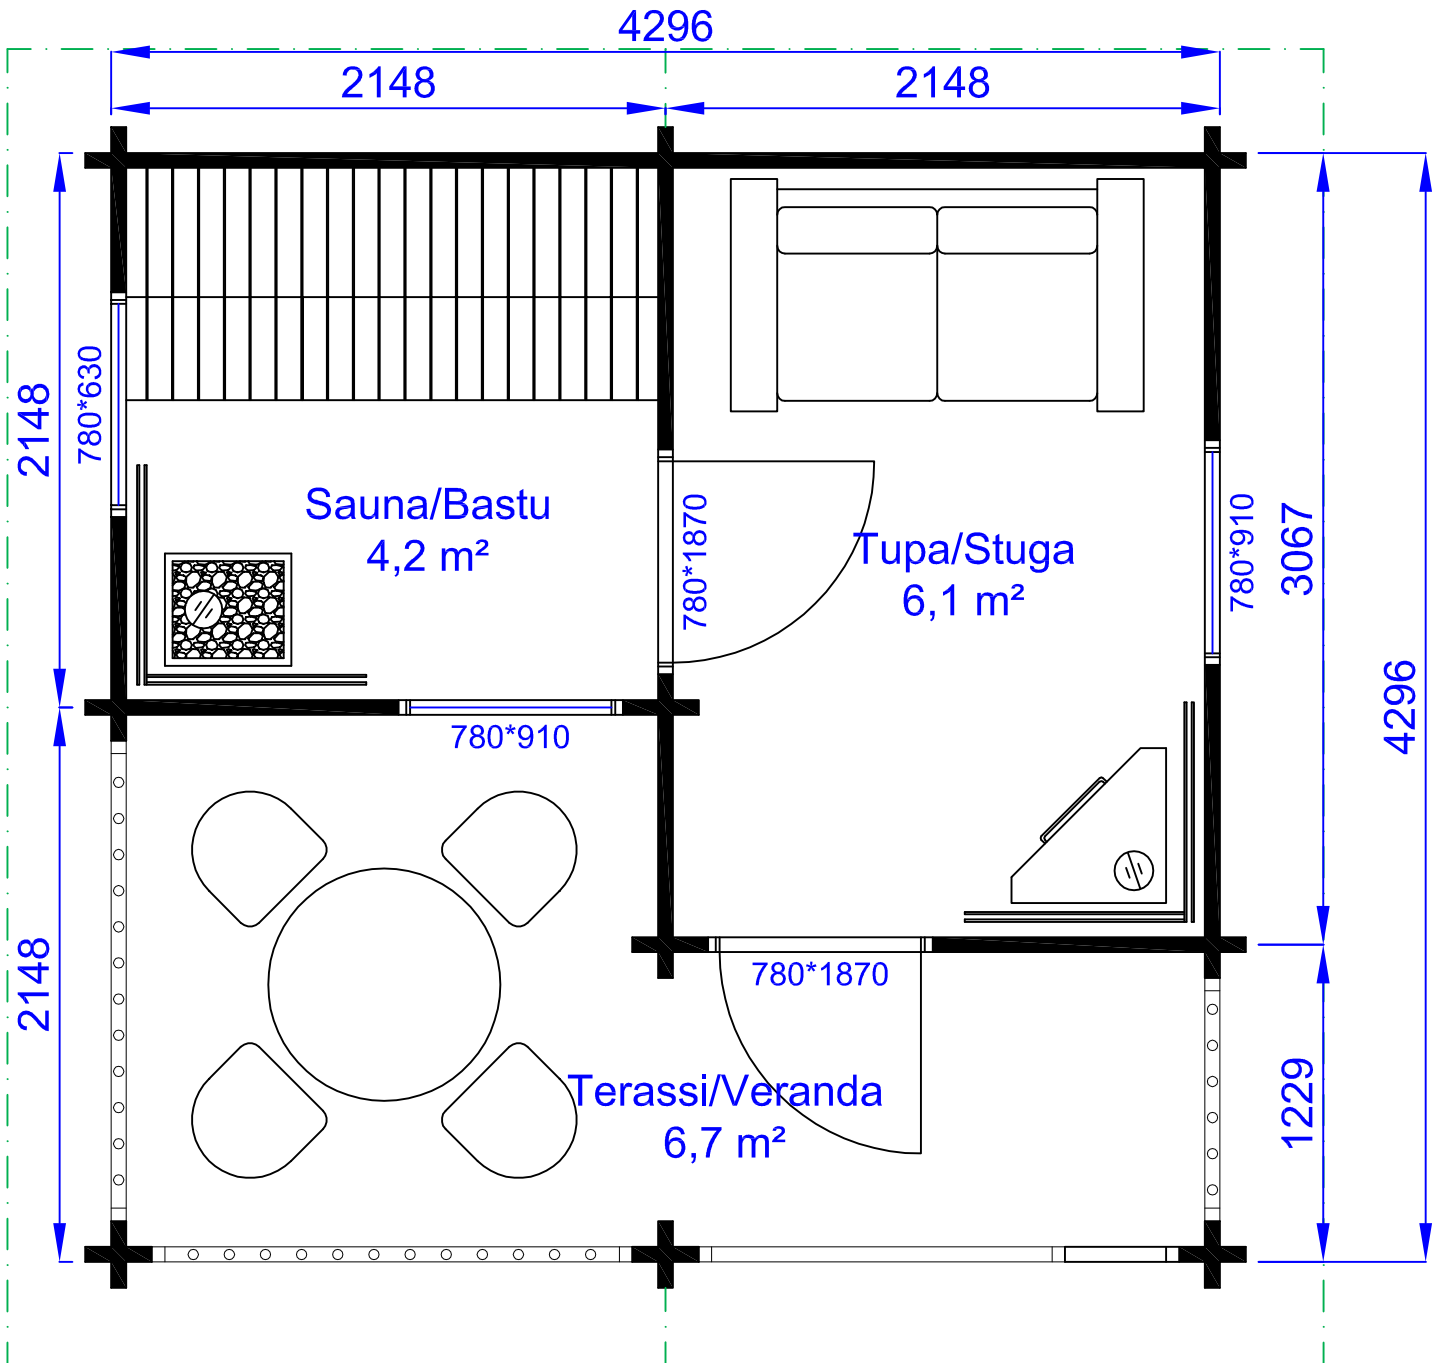 4296
2148
2148
2148
780*630
Sauna/Bastu
4,2 m²
780*1870
Tupa/Stuga
6,1 m²
780*910
3067
4296
780*910
2148
780*1870
Terassi/Veranda
6,7 m²
1229